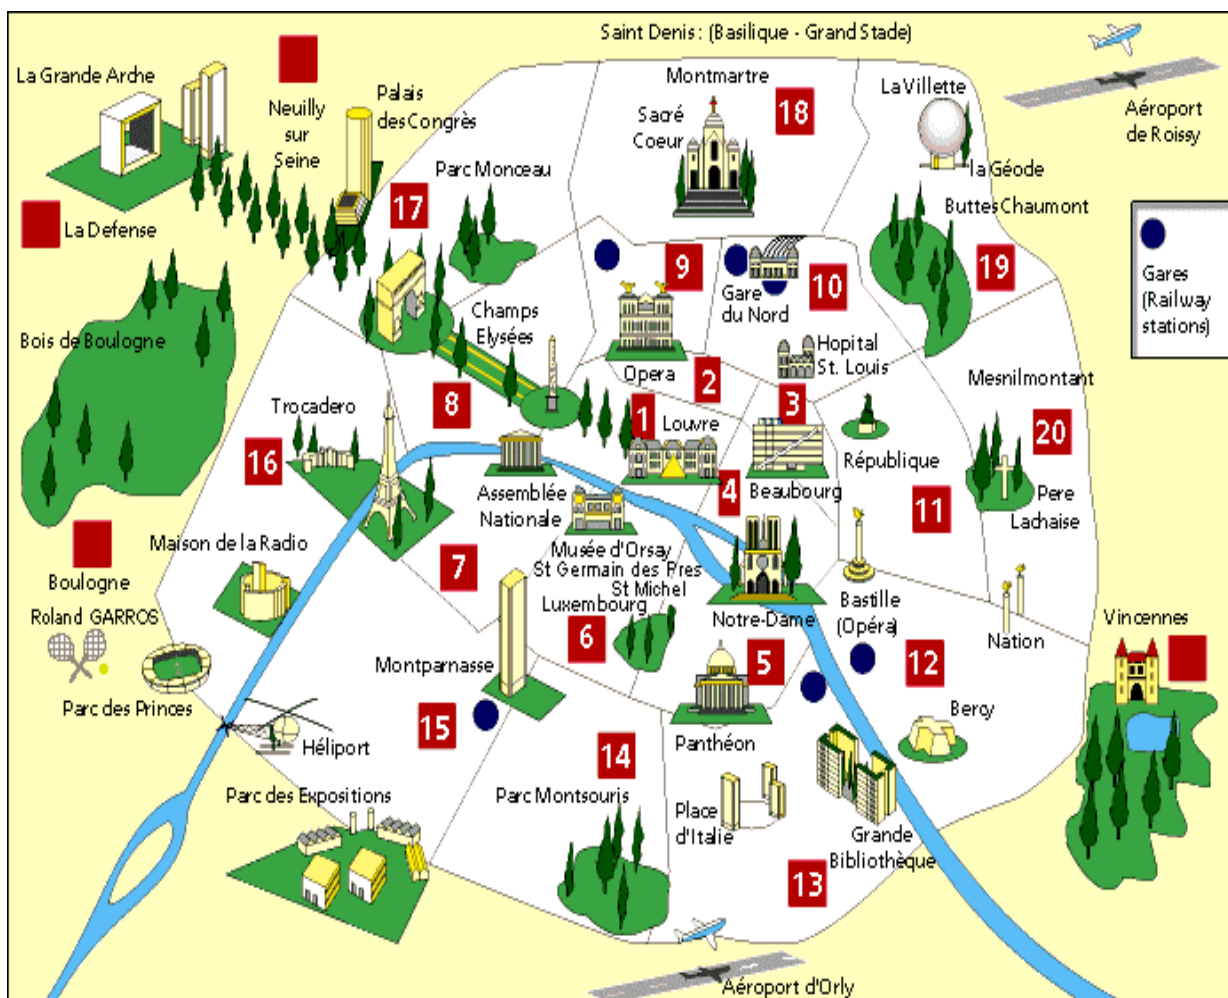 Saint Denis : (Basilique - Grand Stade)
La Grande Arche
Neuilly
sur
Seine
Palais
des Congrès
Montmartre
18
Sacré
Coeur
La Villette
la Géode
Aéroport
de Roissy
La Defense
17
Parc Monceau
Buttes Chaumont
19
Gares
(Railway
stations)
9
Gare
du Nord
10
Bois de Boulogne
Champs
Elysées
Opera
2
Hopital
St. Louis
Mesnilmontant
20
Trocadero
8
1
Louvre
3
16
Assemblée
Nationale
4
Beaubourg
République
11
Pere
Lachaise
Boulogne
Maison de la Radio
7
Musée d'Orsay
St Germain des Pres
St Michel
Luxembourg
6
Notre-Dame
Bastille
(Opéra)
Nation
Vincennes
Roland GARROS
Parc des Princes
Montparnasse
5
12
15
Héliport
Panthéon
Bercy
14
Parc des Expositions
Parc Montsouris
Place
d'Italie
Grande
Bibliothèque
13
Aéroport d'Orly